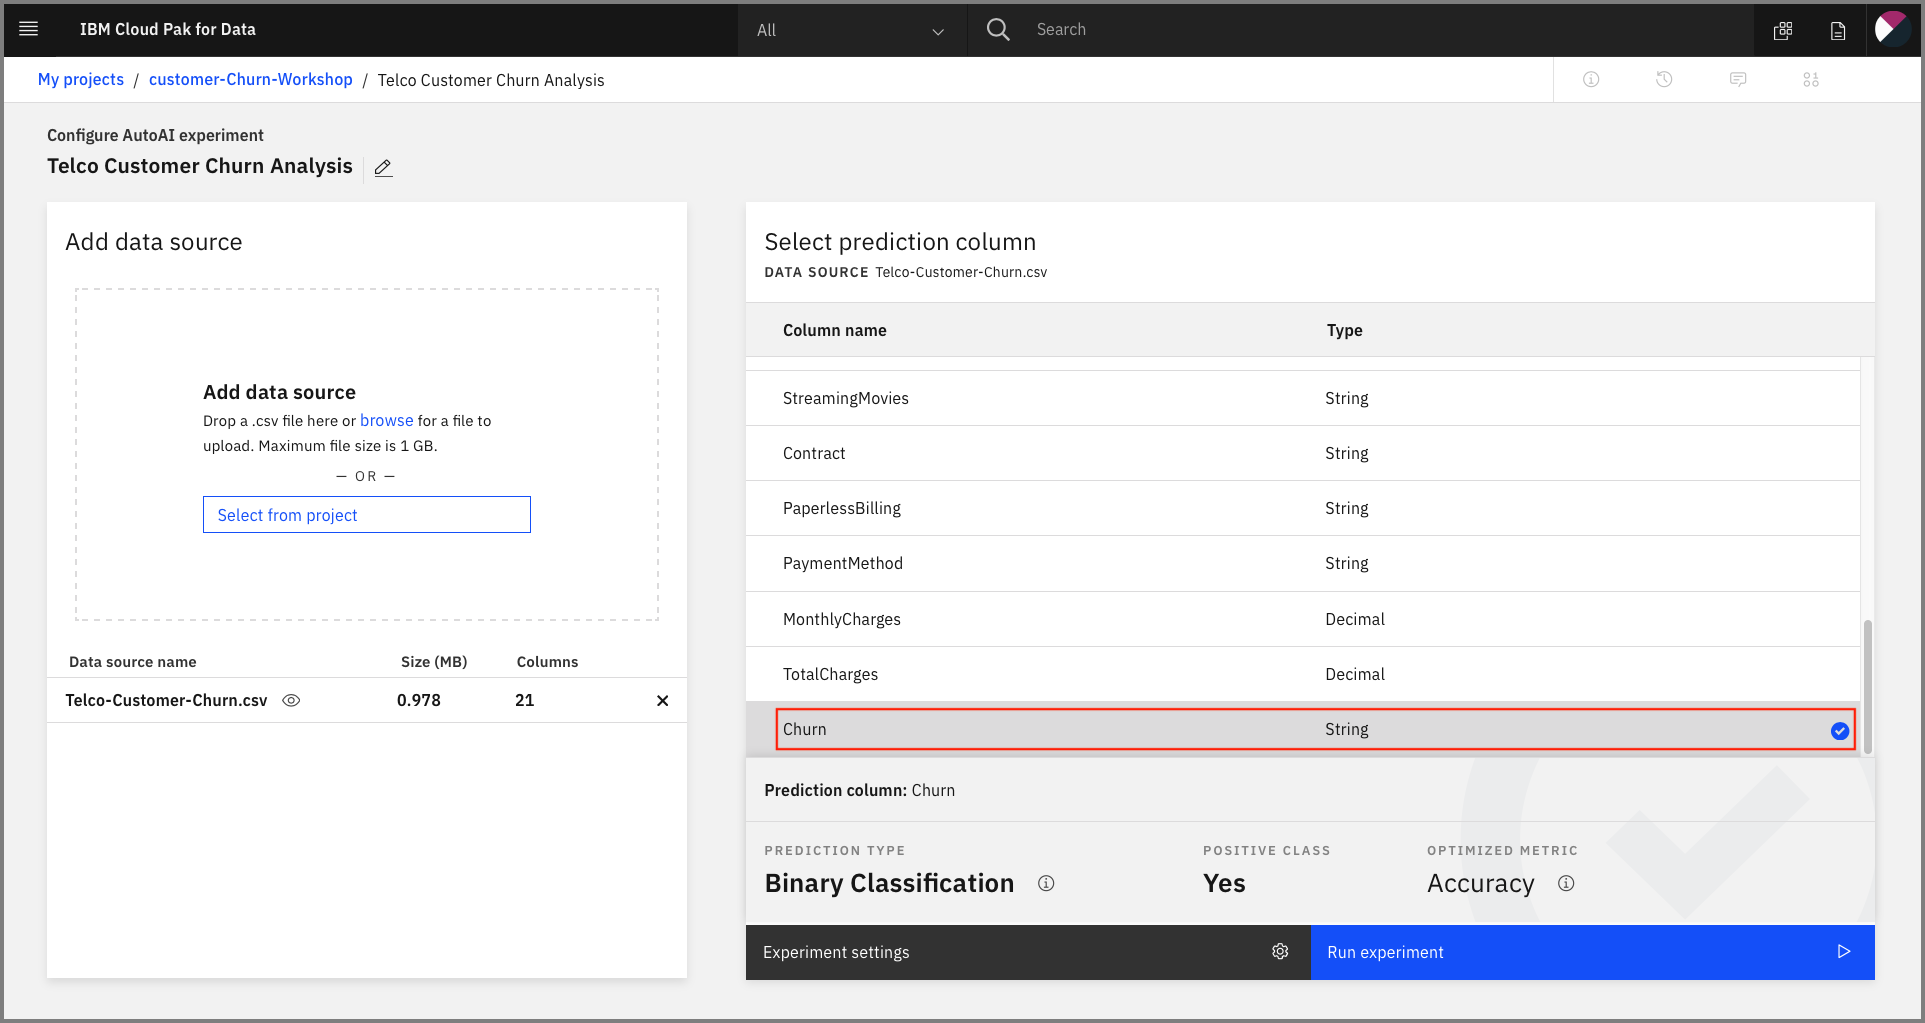 IBM Cloud Pak for Data
All
Search
My projects / customer-Churn-Workshop / Telco Customer Churn Analysis
Configure AutoAI experiment
Telco Customer Churn Analysis
Add data source
Add data source
Drop a .csv file here or browse for a file to
upload. Maximum file size is 1 GB.
— OR —
Select from project
Data source name Size (MB) Columns
Telco-Customer-Churn.csv 0.978 21
Select prediction column
DATA SOURCE Telco-Customer-Churn.csv
Column name Type
StreamingMovies String
Contract String
PaperlessBilling String
PaymentMethod String
MonthlyCharges Decimal
TotalCharges Decimal
Churn String
Prediction column: Churn
PREDICTION TYPE POSITIVE CLASS OPTIMIZED METRIC
Binary Classification Yes Accuracy
Experiment settings
Run experiment